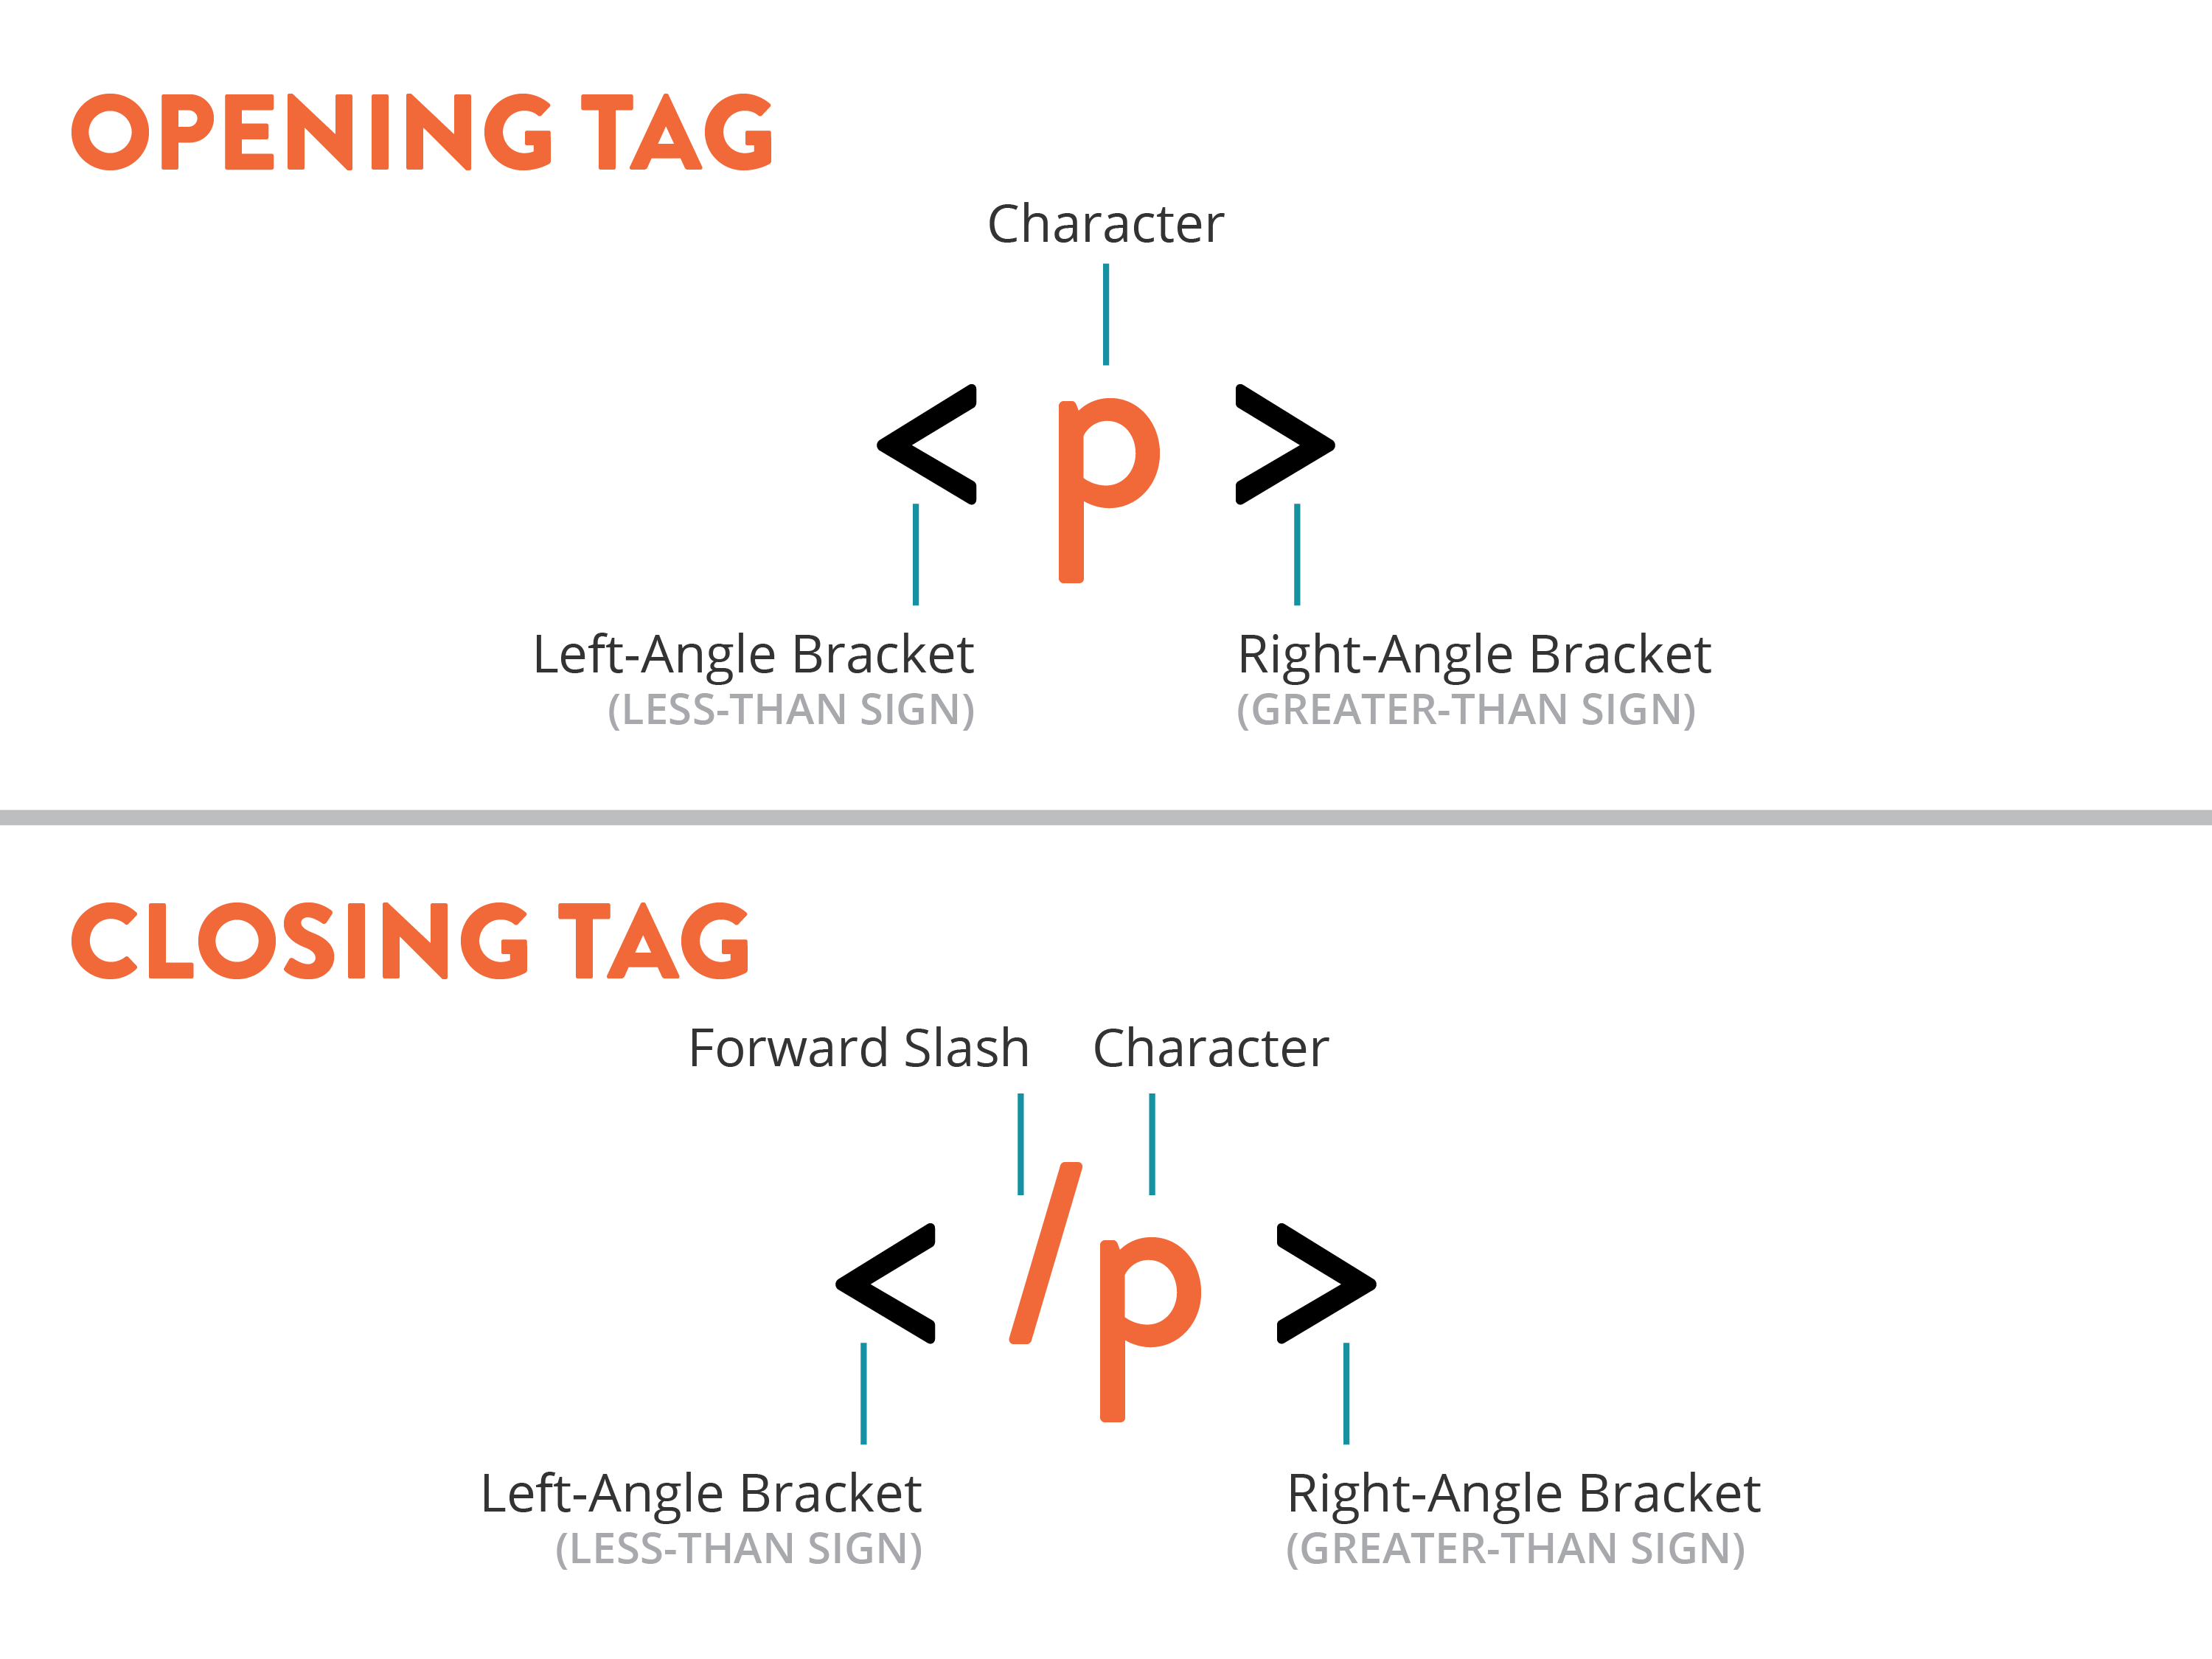 OPENING TAG
Character
< p >
Left-Angle Bracket
(LESS-THAN SIGN)
Right-Angle Bracket
(GREATER-THAN SIGN)
CLOSING TAG
Forward Slash
Character
< /p >
Left-Angle Bracket
(LESS-THAN SIGN)
Right-Angle Bracket
(GREATER-THAN SIGN)